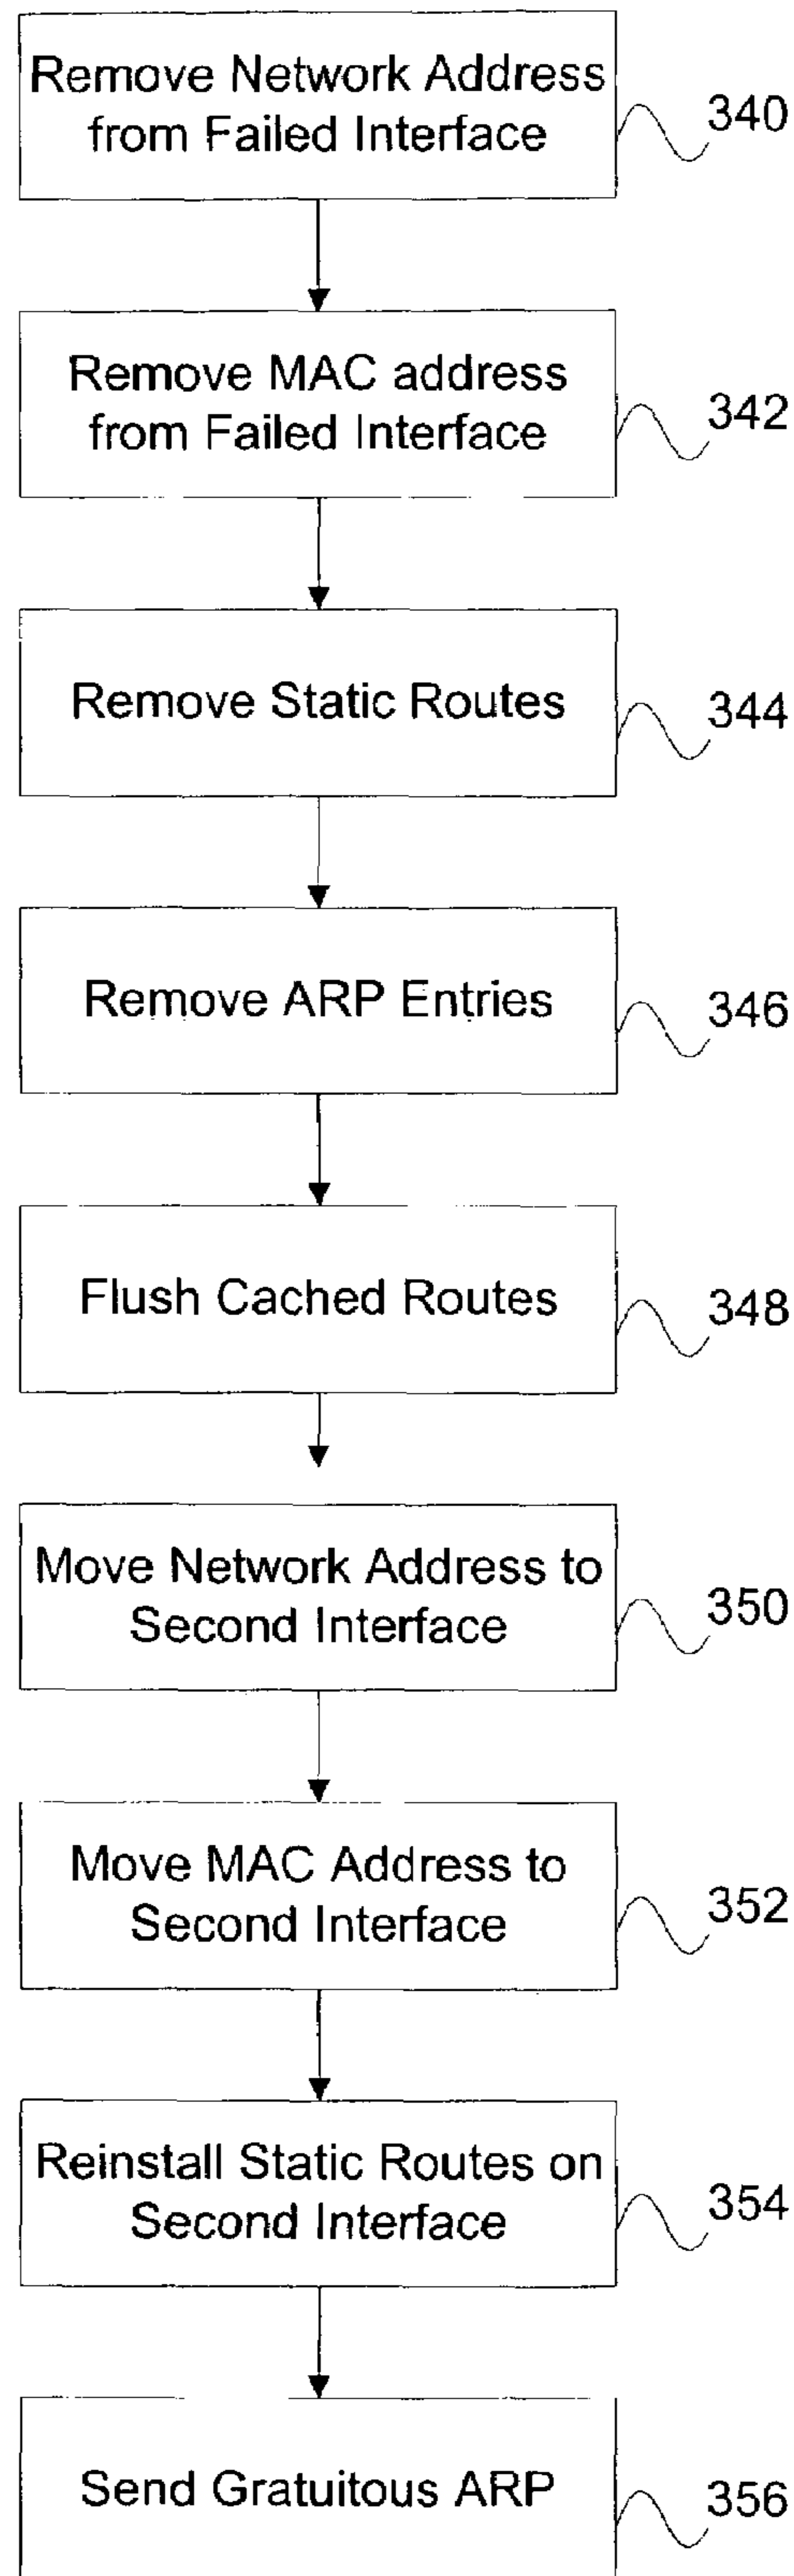 Remove Network Address
from Failed Interface
340
Remove MAC address
from Failed Interface
342
Remove Static Routes
344
Remove ARP Entries
346
Flush Cached Routes
348
Move Network Address to
Second Interface
350
Move MAC Address to
Second Interface
352
Reinstall Static Routes on
Second Interface
354
Send Gratuitous ARP
356